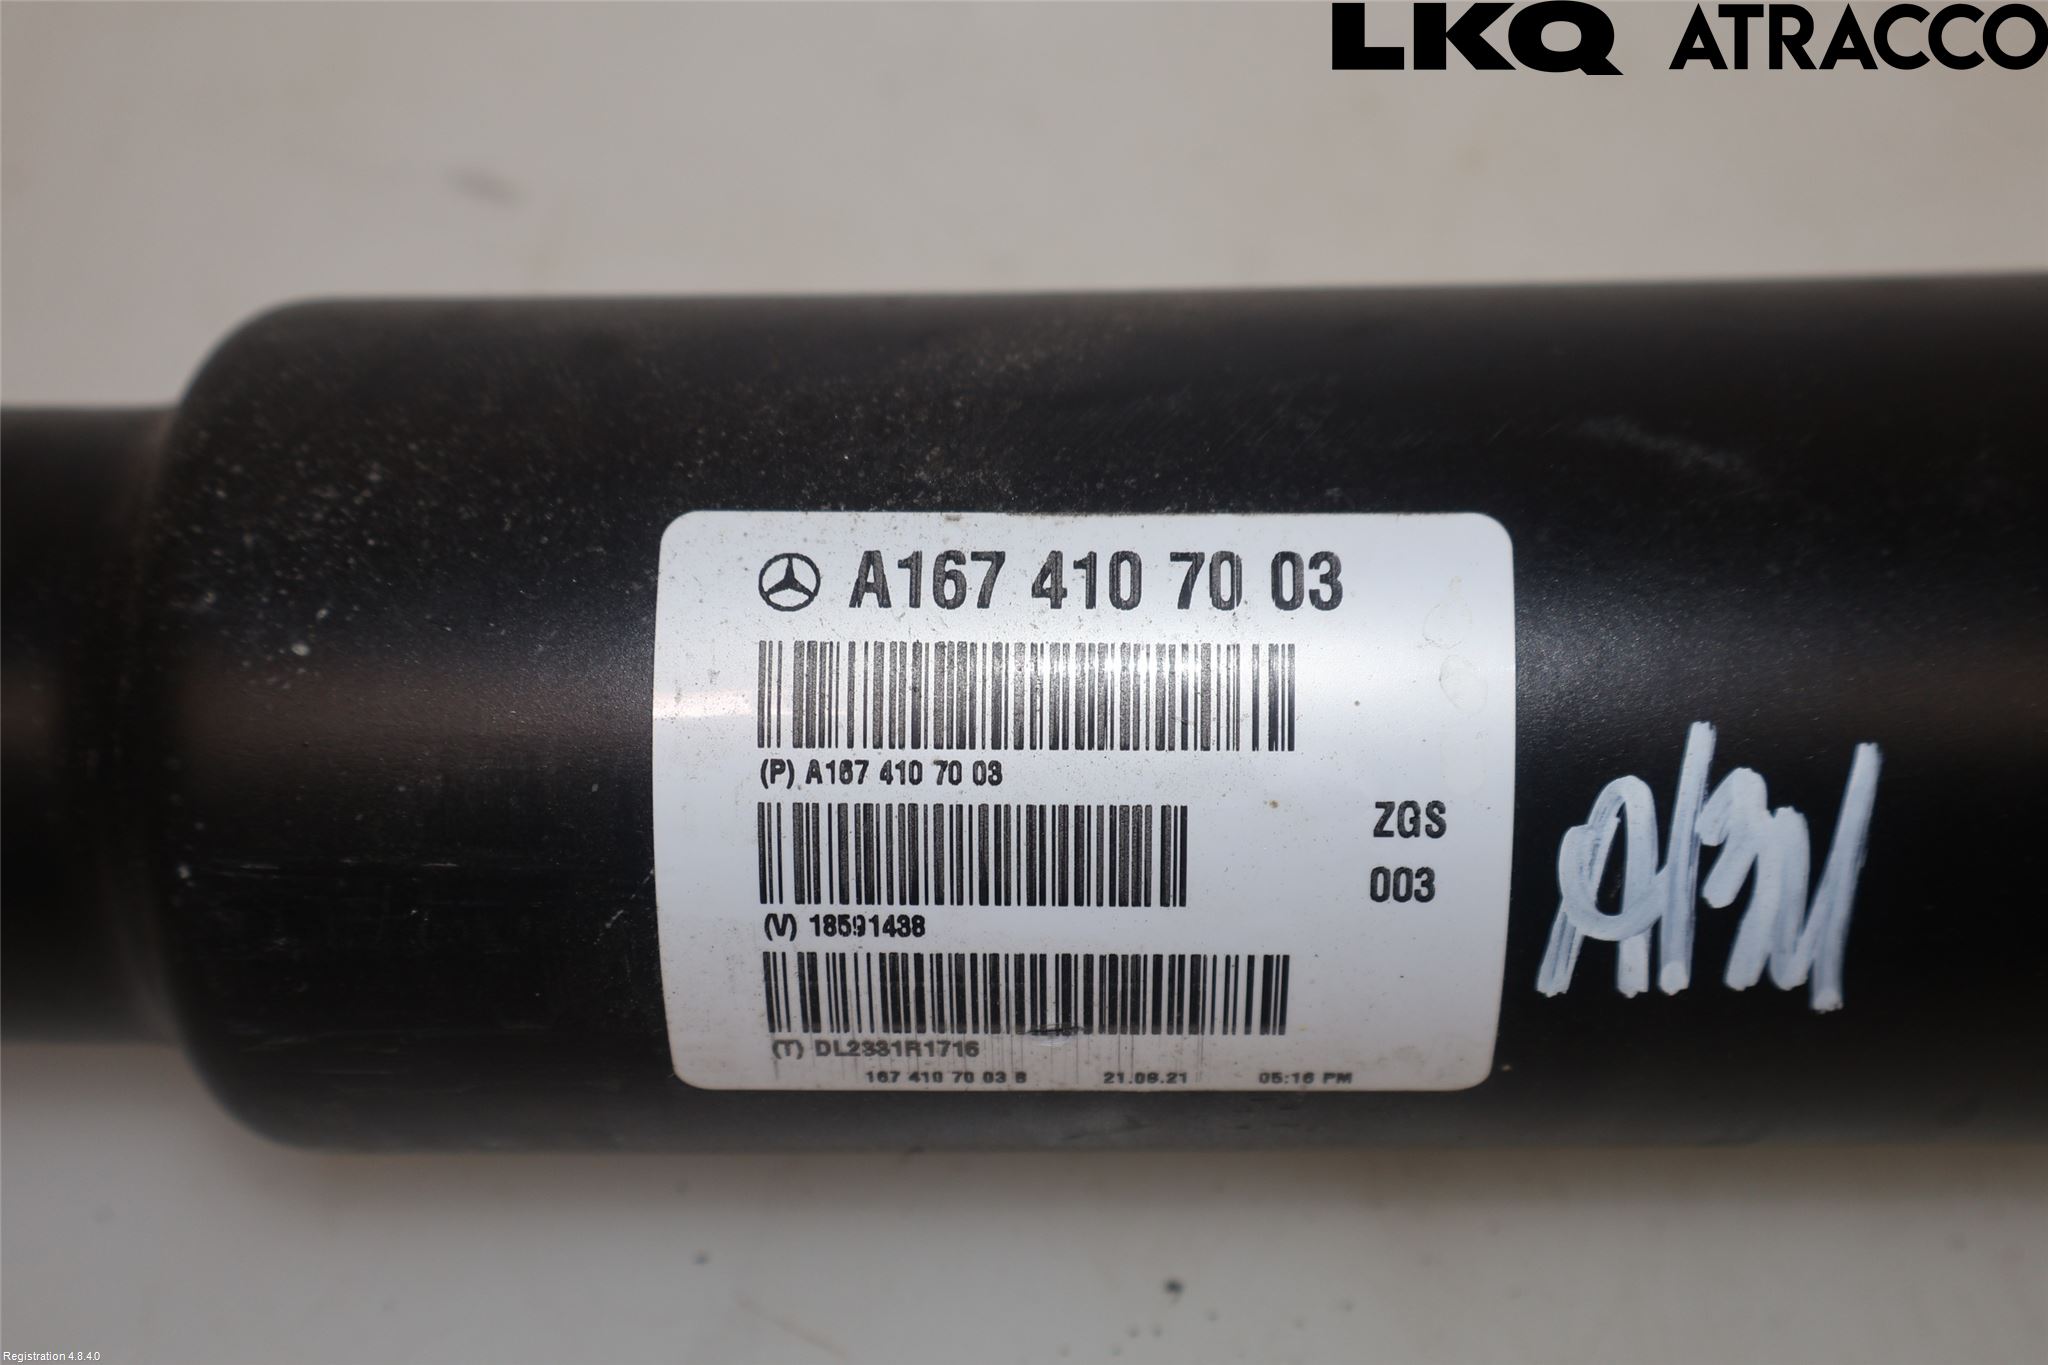 LKQ ATRACCO
A167 410 70 03
(P) A167 410 70 03
ZGS
003
(V) 18591438
(T) DL2331R1716
167 410 70 03 B 21.09.21 05:16 PM
Registration 4.8.4.0